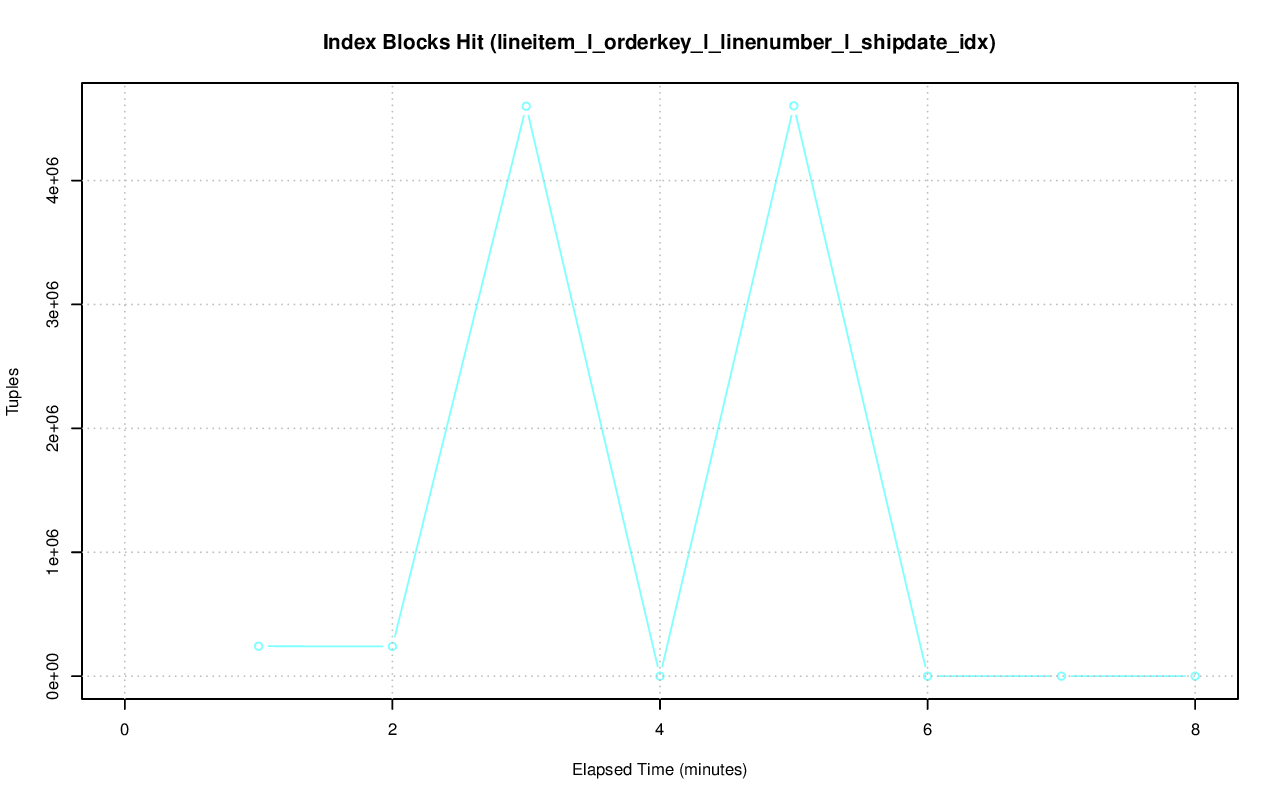 Index Blocks Hit (lineitem_l_orderkey_l_linenumber_l_shipdate_idx)
Tuples
4e+06
3e+06
2e+06
1e+06
0e+00
0 2 4 6 8
Elapsed Time (minutes)